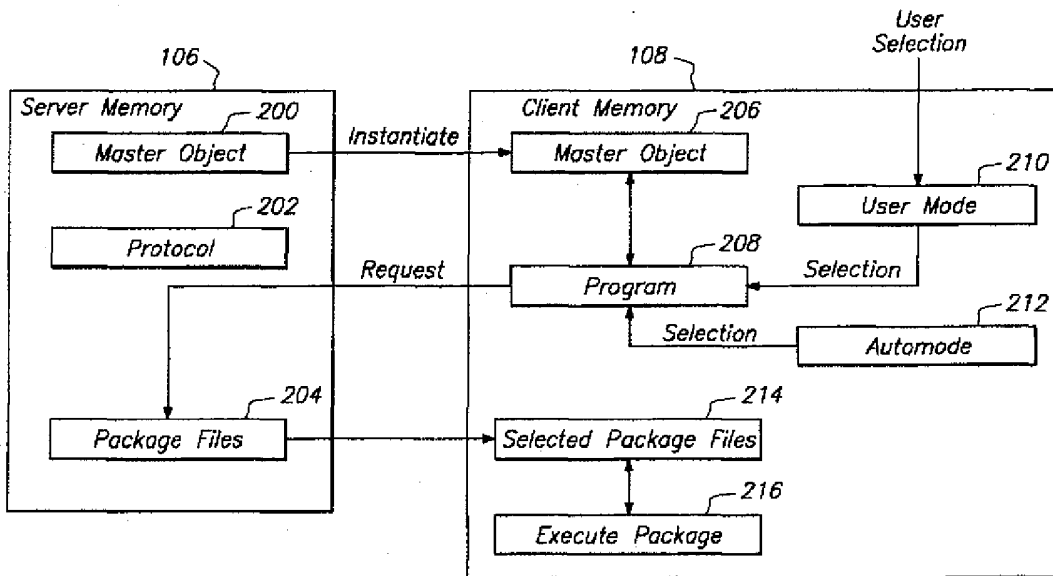 User
Selection
106
108
Server Memory
Client Memory
200
206
Master Object
Instantiate
Master Object
210
User Mode
202
Protocol
208
Request
Program
Selection
212
Selection
Automode
204
214
Package Files
Selected Package Files
216
Execute Package